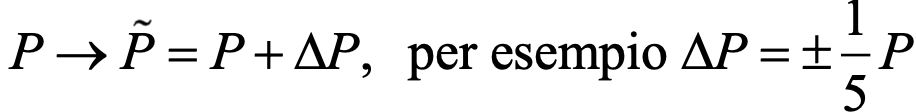 P → P̃ = P + ΔP, per esempio ΔP = ±1/5 P